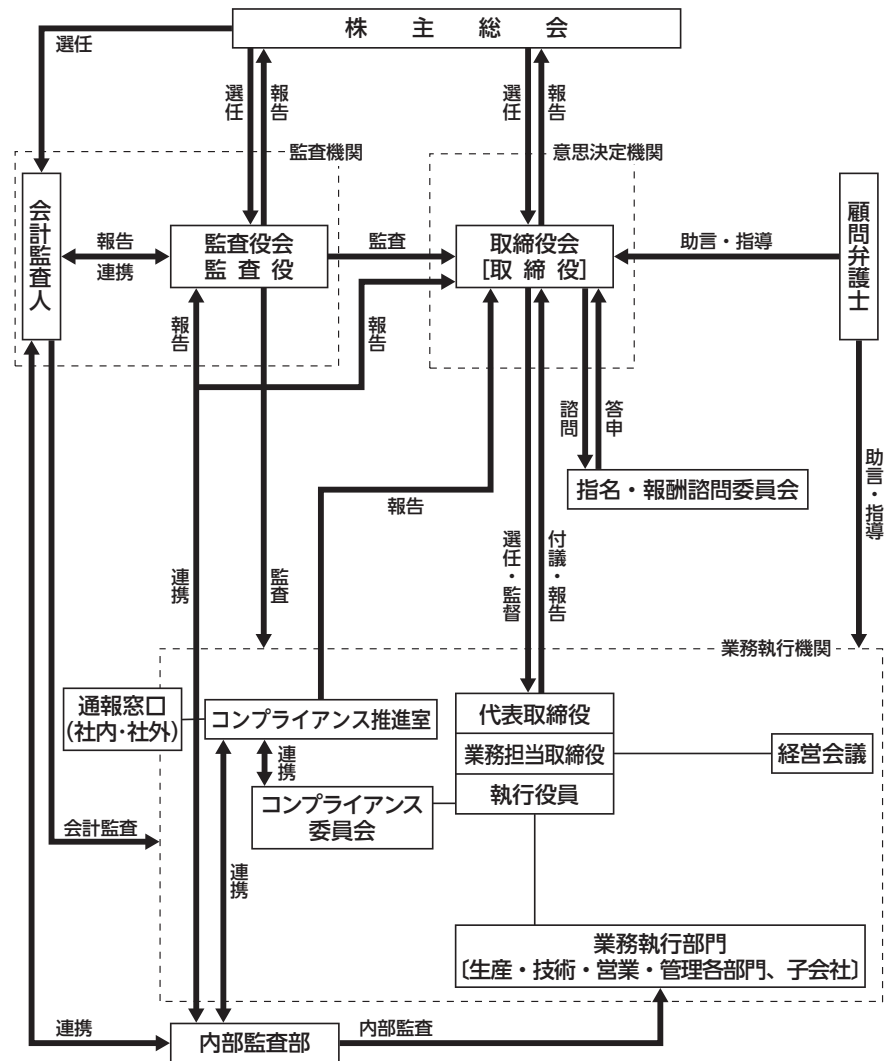 株主総会
選任
選任
報告
選任
報告
監査機関
意思決定機関
会計監査人
報告
連携
監査役会
監査役
監査
取締役会
[取締役]
助言・指導
顧問弁護士
報告
報告
諮問
答申
指名・報酬諮問委員会
助言・指導
報告
連携
監査
選任・監督
付議・報告
業務執行機関
通報窓口
(社内・社外)
コンプライアンス推進室
代表取締役
業務担当取締役
執行役員
経営会議
連携
コンプライアンス
委員会
会計監査
連携
業務執行部門
〔生産・技術・営業・管理各部門、子会社〕
連携
内部監査部
内部監査